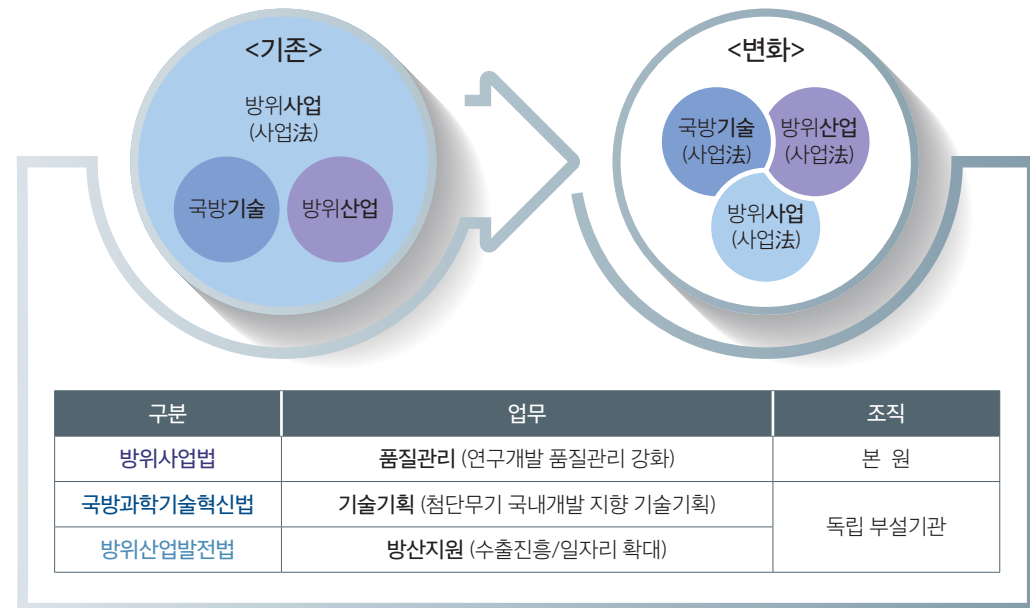 <기존>
방위사업
(사업法)
국방기술
방위산업
<변화>
국방기술
(사업法)
방위산업
(사업法)
방위사업
(사업法)
구분 업무 조직
방위사업법 품질관리 (연구개발 품질관리 강화) 본 원
국방과학기술혁신법 기술기획 (첨단무기 국내개발 지향 기술기획) 독립 부설기관
방위산업발전법 방산지원 (수출진흥/일자리 확대)